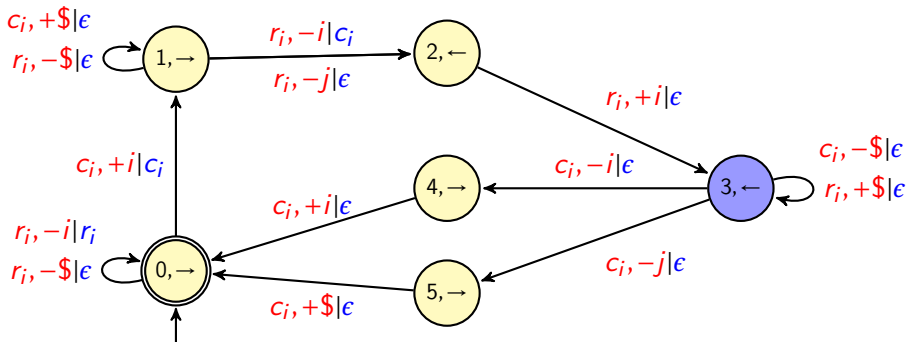 c_i, +$|ϵ
r_i, −$|ϵ
1, →
r_i, −i|c_i
r_i, −j|ϵ
2, ←
r_i, +i|ϵ
c_i, +i|c_i
c_i, −i|ϵ
4, →
c_i, +i|ϵ
3, ←
c_i, −$|ϵ
r_i, +$|ϵ
r_i, −i|r_i
r_i, −$|ϵ
0, →
c_i, −j|ϵ
5, →
c_i, +$|ϵ